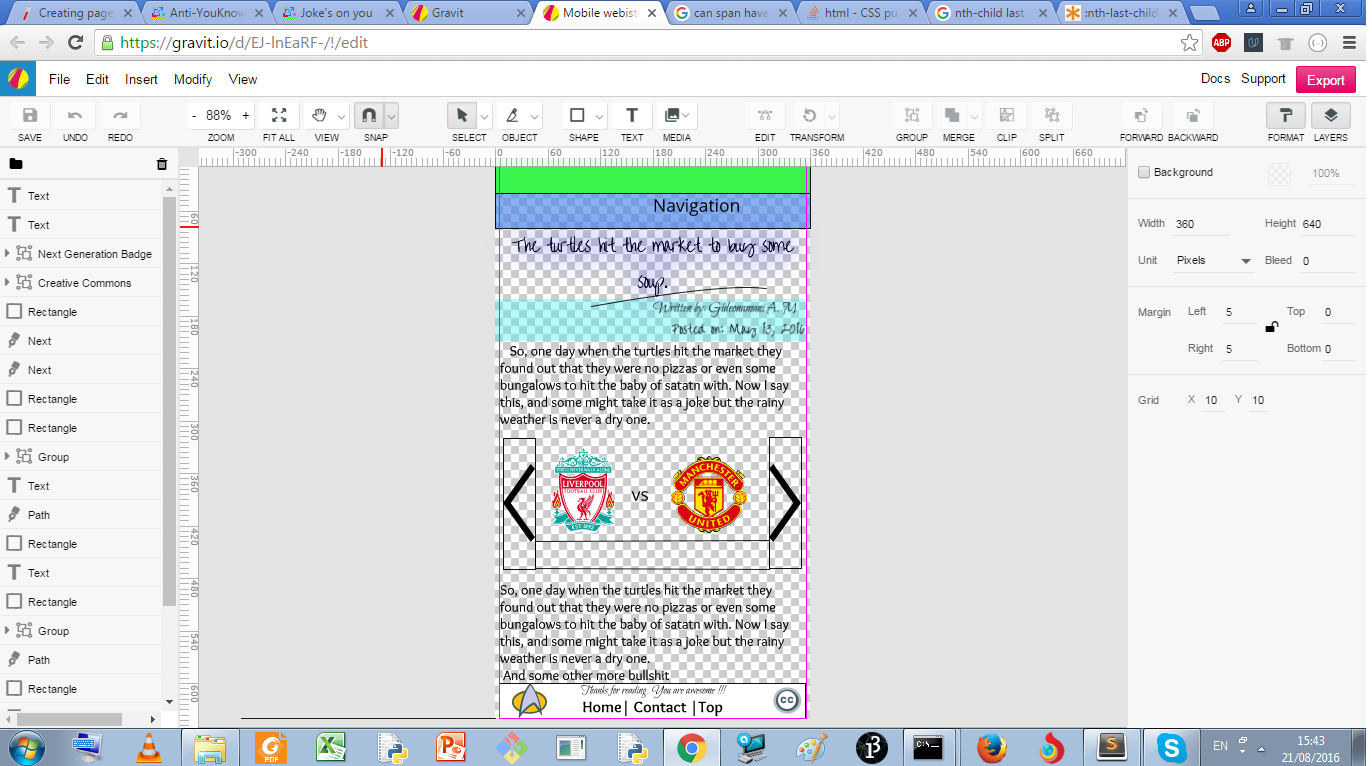 Creating page
Anti-YouKnow
Joke's on you
Gravit
Mobile webist
can span have
html - CSS pu
nth-child last
:nth-last-child
https://gravit.io/d/EJ-lnEaRF-/!/edit
ABP
File Edit Insert Modify View
Docs Support Export
- 88% +
SAVE UNDO REDO ZOOM FIT ALL VIEW SNAP SELECT OBJECT SHAPE TEXT MEDIA EDIT TRANSFORM GROUP MERGE CLIP SPLIT FORWARD BACKWARD FORMAT LAYERS
-300 -240 -180 -120 -60 0 60 120 180 240 300 360 420 480 540 600 660
60
120
180
240
300
360
420
480
540
600
Text
Text
Next Generation Badge
Creative Commons
Rectangle
Next
Next
Rectangle
Rectangle
Group
Text
Path
Rectangle
Text
Rectangle
Group
Path
Rectangle
Navigation
The turtles hit the market to buy some
soup.
Written by: Gideonamani A. M
Posted on: May 13, 2016
So, one day when the turtles hit the market they
found out that they were no pizzas or even some
bungalows to hit the baby of satatn with. Now I say
this, and some might take it as a joke but the rainy
weather is never a dry one.
YOU'LL NEVER WALK ALONE
LIVERPOOL
FOOTBALL CLUB
EST·1892
vs
MANCHESTER
UNITED
So, one day when the turtles hit the market they
found out that they were no pizzas or even some
bungalows to hit the baby of satatn with. Now I say
this, and some might take it as a joke but the rainy
weather is never a dry one.
And some other more bullshit
Thanks for reading. You are awesome !!!
Home| Contact |Top
cc
Background 100%
Width 360 Height 640
Unit Pixels Bleed 0
Margin Left 5 Top 0
Right 5 Bottom 0
Grid X 10 Y 10
PDF
C:\
EN
15:43
21/08/2016